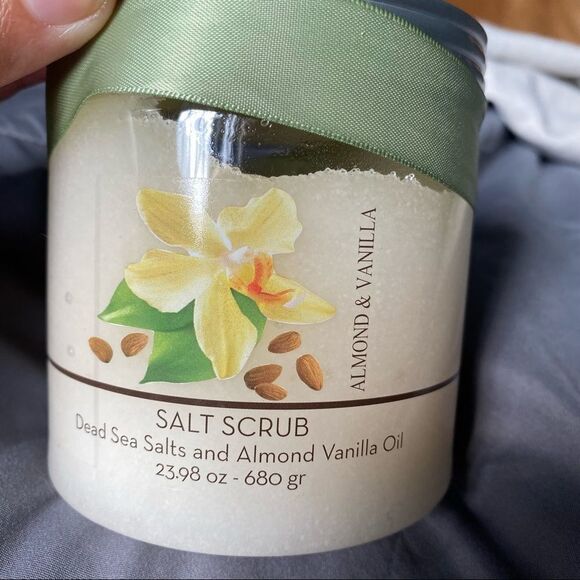 ALMOND & VANILLA
SALT SCRUB
Dead Sea Salts and Almond Vanilla Oil
23.98 oz - 680 gr